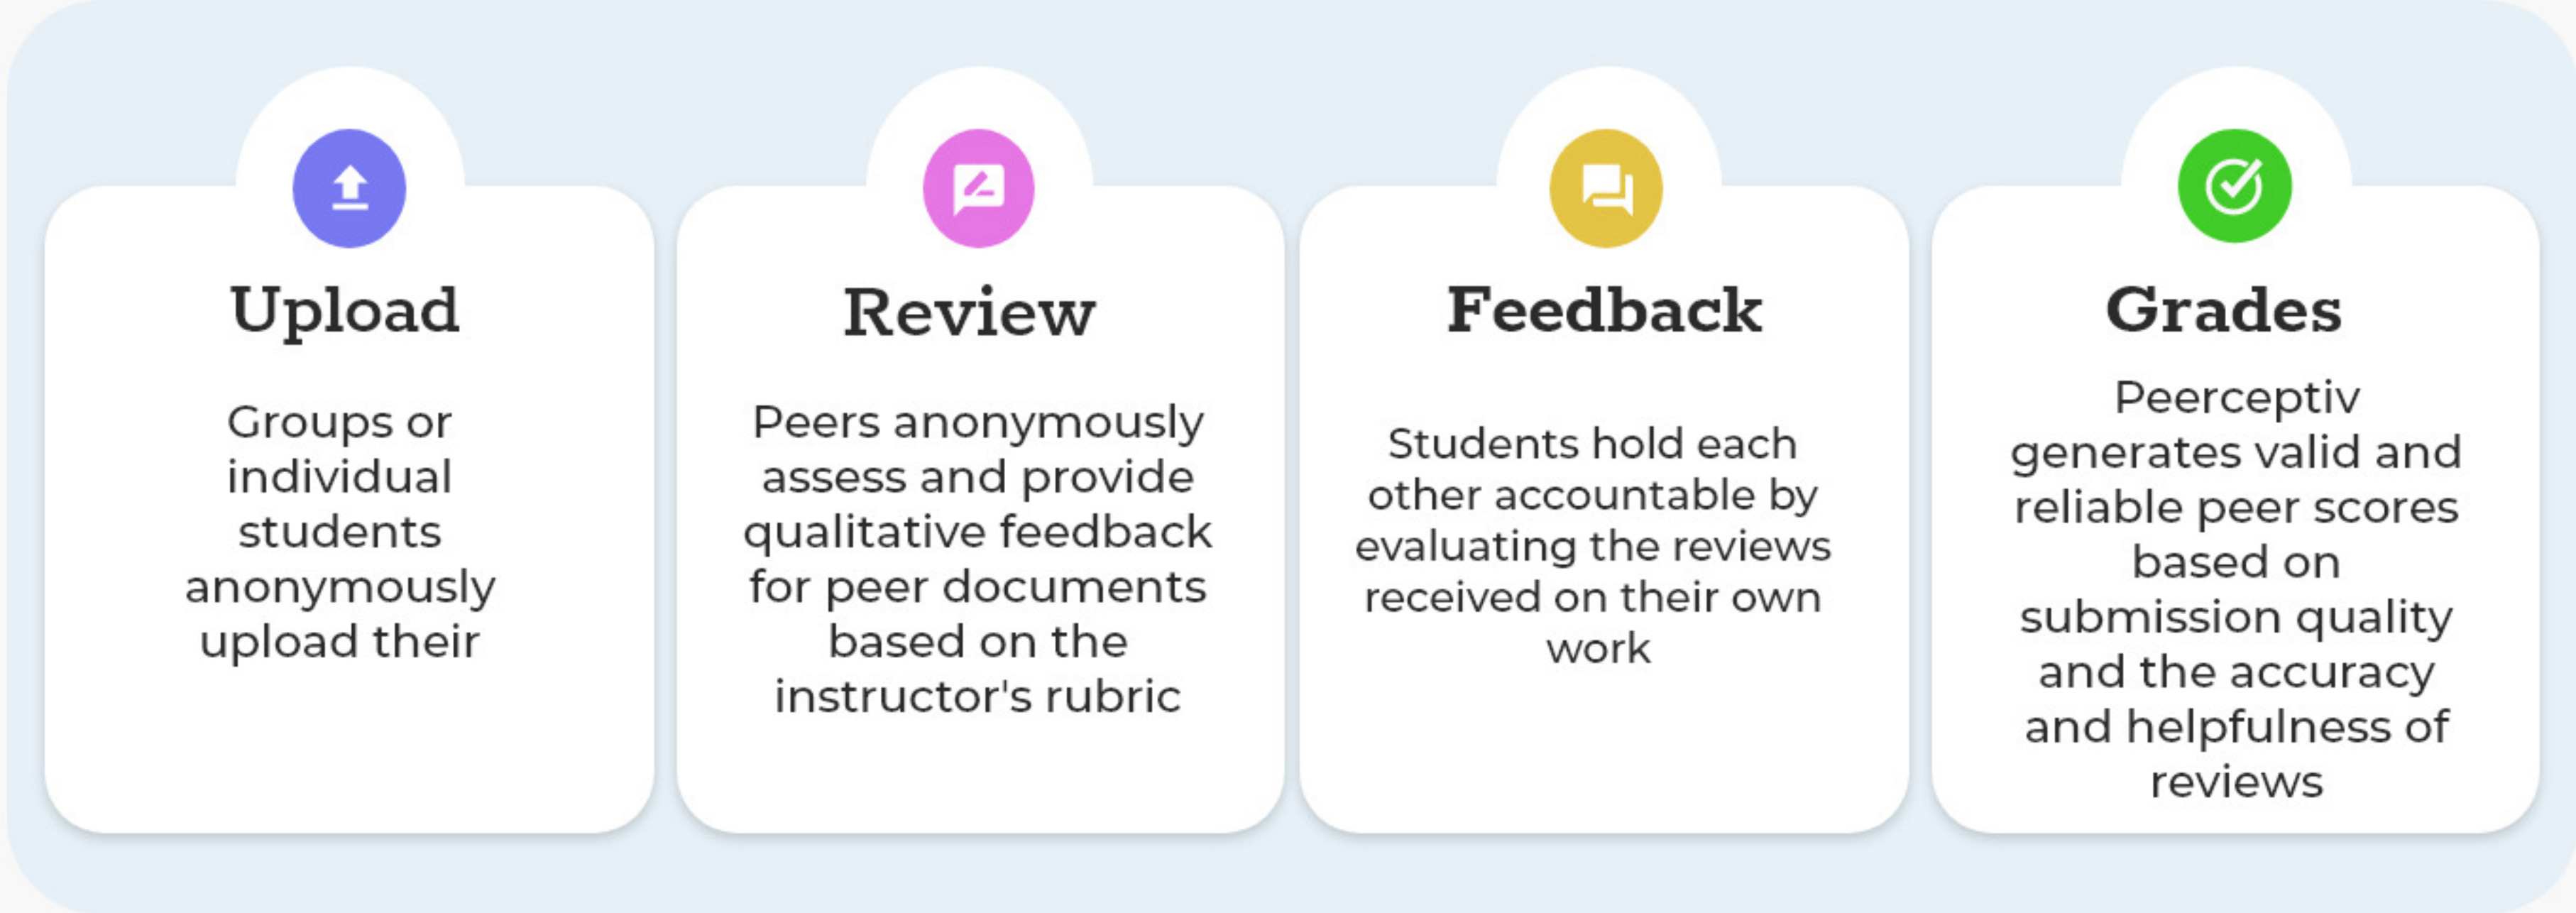 Upload
Groups or
individual
students
anonymously
upload their
Review
Peers anonymously
assess and provide
qualitative feedback
for peer documents
based on the
instructor's rubric
Feedback
Students hold each
other accountable by
evaluating the reviews
received on their own
work
Grades
Peerceptiv
generates valid and
reliable peer scores
based on
submission quality
and the accuracy
and helpfulness of
reviews